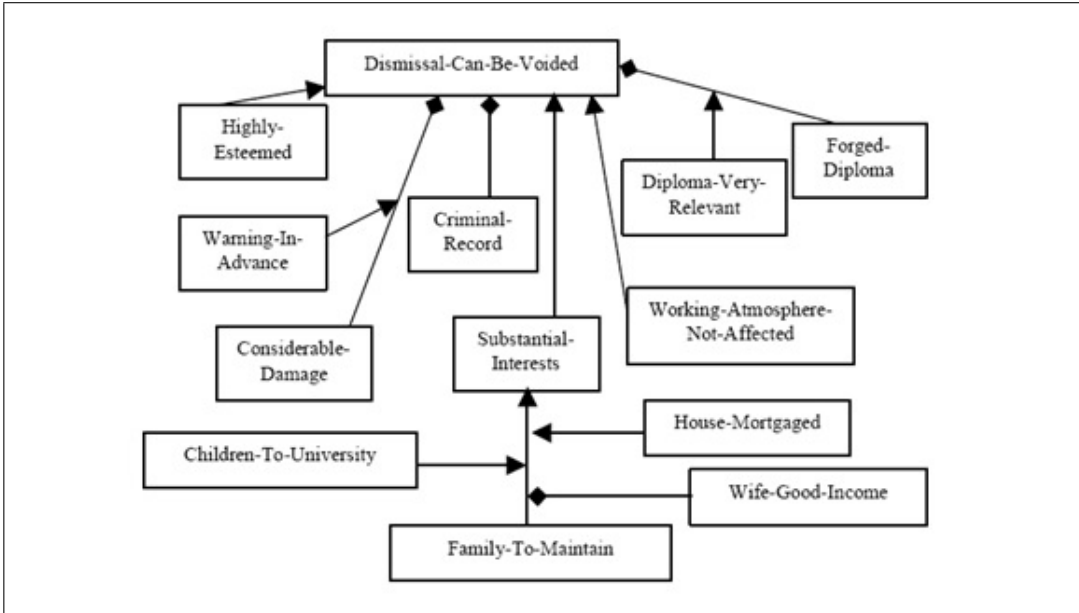 Dismissal-Can-Be-Voided
Highly-
Esteemed
Forged-
Diploma
Diploma-Very-
Relevant
Criminal-
Record
Warning-In-
Advance
Working-Atmosphere-
Not-Affected
Substantial-
Interests
Considerable-
Damage
House-Mortgaged
Children-To-University
Wife-Good-Income
Family-To-Maintain